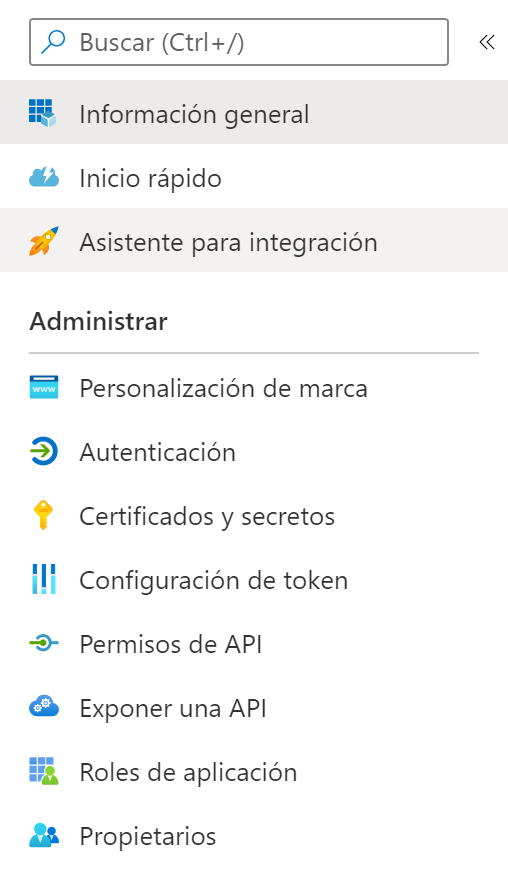 Buscar (Ctrl+/)
Información general
Inicio rápido
Asistente para integración
Administrar
www
Personalización de marca
Autenticación
Certificados y secretos
Configuración de token
Permisos de API
Exponer una API
Roles de aplicación
Propietarios